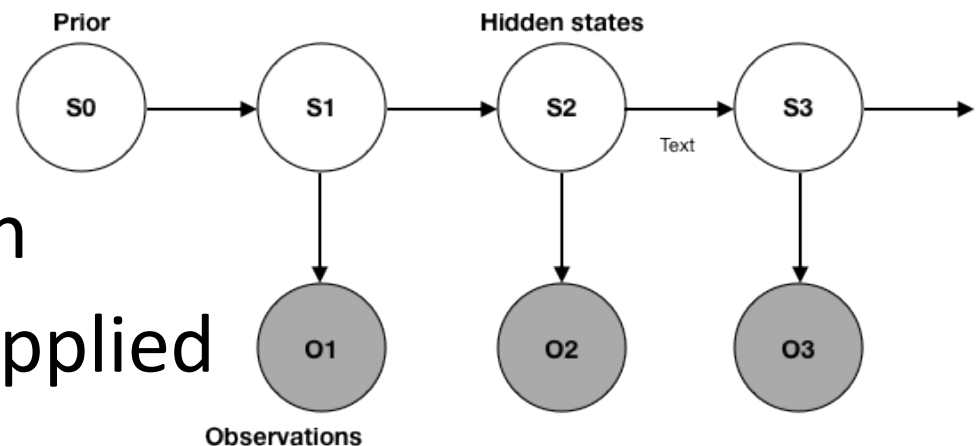 Prior Hidden states
S0 S1 S2 S3
Text
pplied
O1 O2 O3
Observations